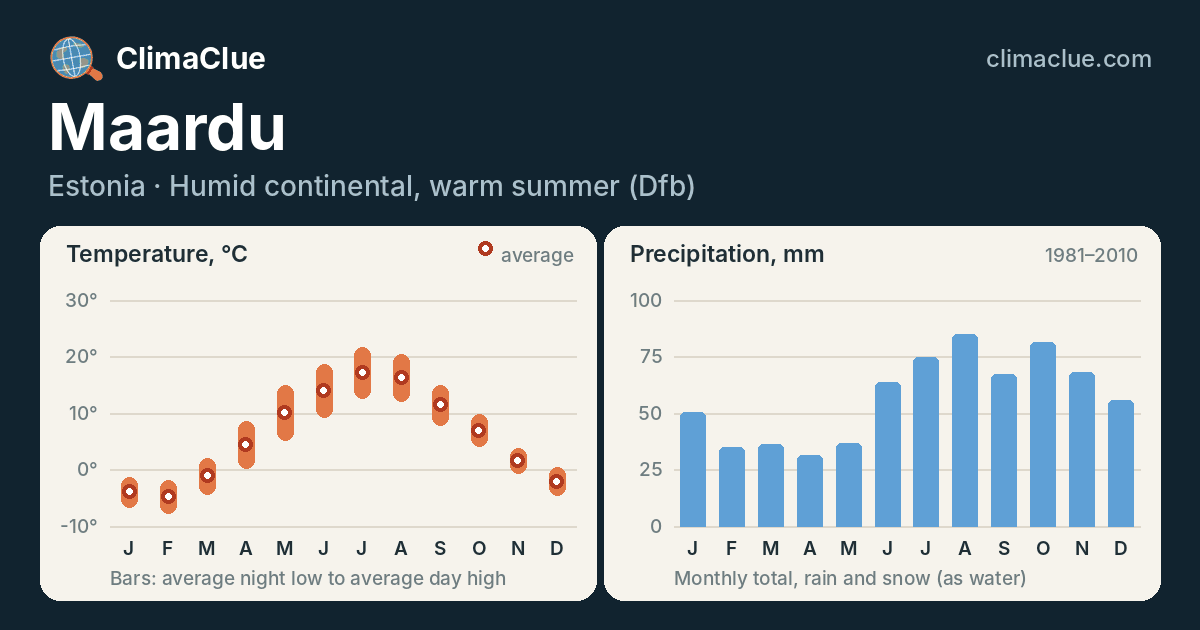 ClimaClue
climaclue.com
Maardu
Estonia · Humid continental, warm summer (Dfb)
Temperature, °C
average
30°
20°
10°
0°
-10°
J F M A M J J A S O N D
Bars: average night low to average day high
Precipitation, mm
1981–2010
100
75
50
25
0
J F M A M J J A S O N D
Monthly total, rain and snow (as water)